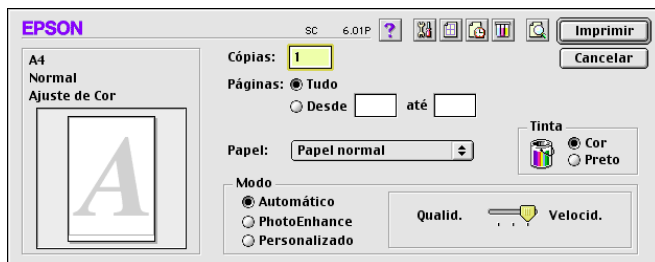 EPSON
SC 6.01P ? Imprimir
Cancelar
A4
Normal
Ajuste de Cor
A
Cópias: 1
Páginas: Tudo
Desde até
Papel: Papel normal
Tinta
Cor
Preto
Modo
Automático
PhotoEnhance
Personalizado
Qualid. Velocid.